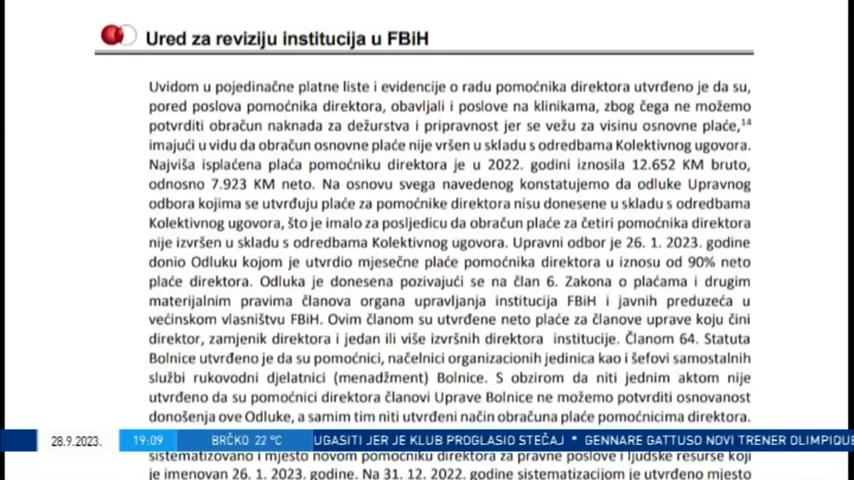 Ured za reviziju institucija u FBiH
Uvidom u pojedinačne platne liste i evidencije o radu pomoćnika direktora utvrđeno je da su,
pored poslova pomoćnika direktora, obavljali i poslove na klinikama, zbog čega ne možemo
potvrditi obračun naknada za dežurstva i pripravnost jer se vežu za visinu osnovne plaće,¹⁴
imajući u vidu da obračun osnovne plaće nije vršen u skladu s odredbama Kolektivnog ugovora.
Najviša isplaćena plaća pomoćniku direktora je u 2022. godini iznosila 12.652 KM bruto,
odnosno 7.923 KM neto. Na osnovu svega navedenog konstatujemo da odluke Upravnog
odbora kojima se utvrđuju plaće za pomoćnike direktora nisu donesene u skladu s odredbama
Kolektivnog ugovora, što je imalo za posljedicu da obračun plaće za četiri pomoćnika direktora
nije izvršen u skladu s odredbama Kolektivnog ugovora. Upravni odbor je 26. 1. 2023. godine
donio Odluku kojom je utvrdio mjesečne plaće pomoćnika direktora u iznosu od 90% neto
plaće direktora. Odluka je donesena pozivajući se na član 6. Zakona o plaćama i drugim
materijalnim pravima članova organa upravljanja institucija FBiH i javnih preduzeća u
većinskom vlasništvu FBiH. Ovim članom su utvrđene neto plaće za članove uprave koju čini
direktor, zamjenik direktora i jedan ili više izvršnih direktora institucije. Članom 64. Statuta
Bolnice utvrđeno je da su pomoćnici, načelnici organizacionih jedinica kao i šefovi samostalnih
službi rukovodni djelatnici (menadžment) Bolnice. S obzirom da niti jednim aktom nije
utvrđeno da su pomoćnici direktora članovi Uprave Bolnice ne možemo potvrditi osnovanost
donošenja ove Odluke, a samim tim niti utvrđeni način obračuna plaće pomoćnicima direktora.
28.9.2023. 19:09 BRČKO 22 °C UGASITI JER JE KLUB PROGLASIO STEČAJ * GENNARE GATTUSO NOVI TRENER OLIMPIQUE
sistematizovano i mjesto novom pomoćniku direktora za pravne poslove i ljudske resurse koji
je imenovan 26. 1. 2023. godine. Na 31. 12. 2022. godine sistematizacijom je utvrđeno mjesto